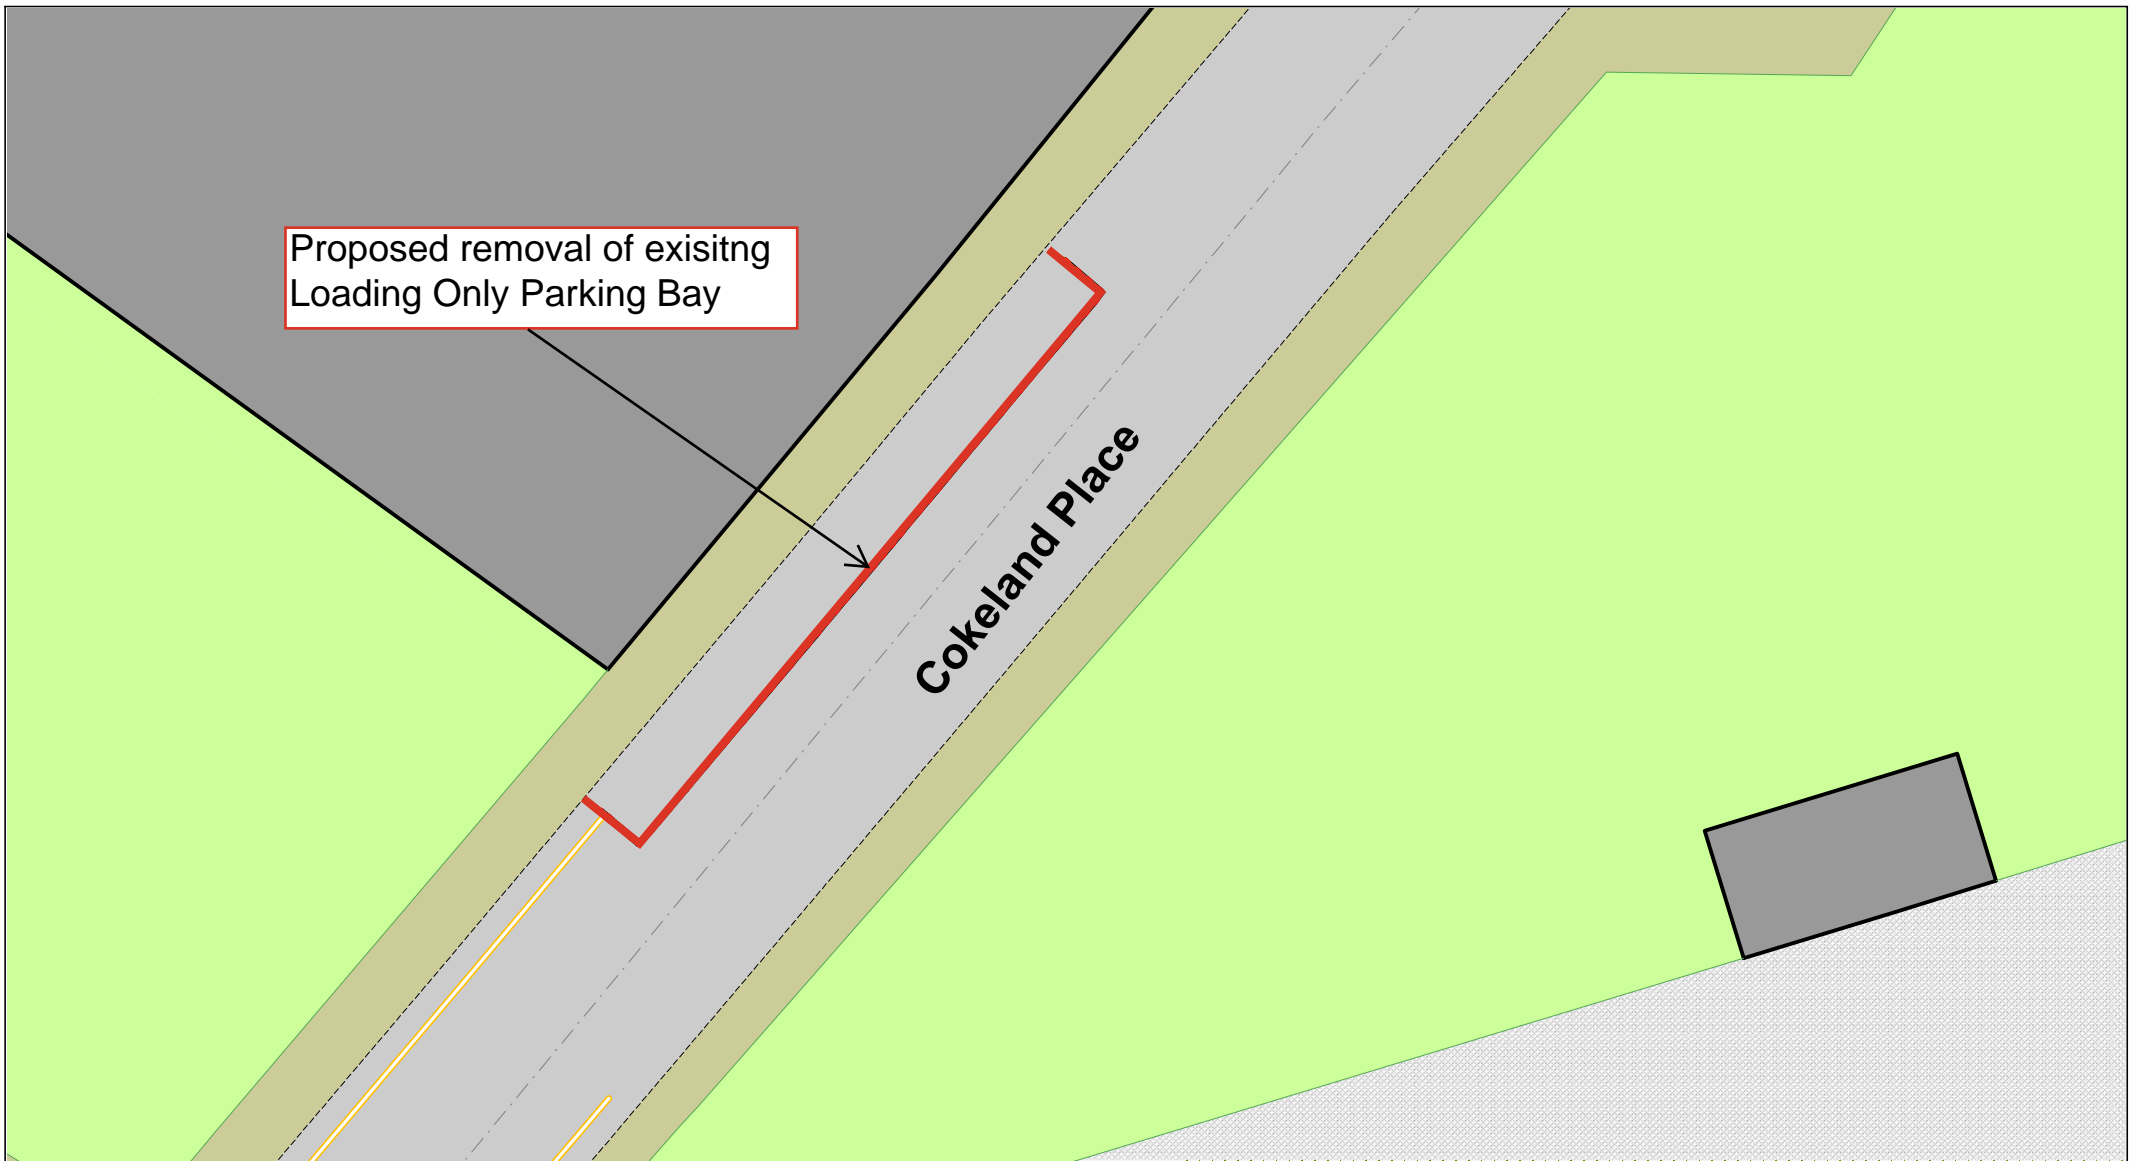 Proposed removal of exisitng
Loading Only Parking Bay
Cokeland Place